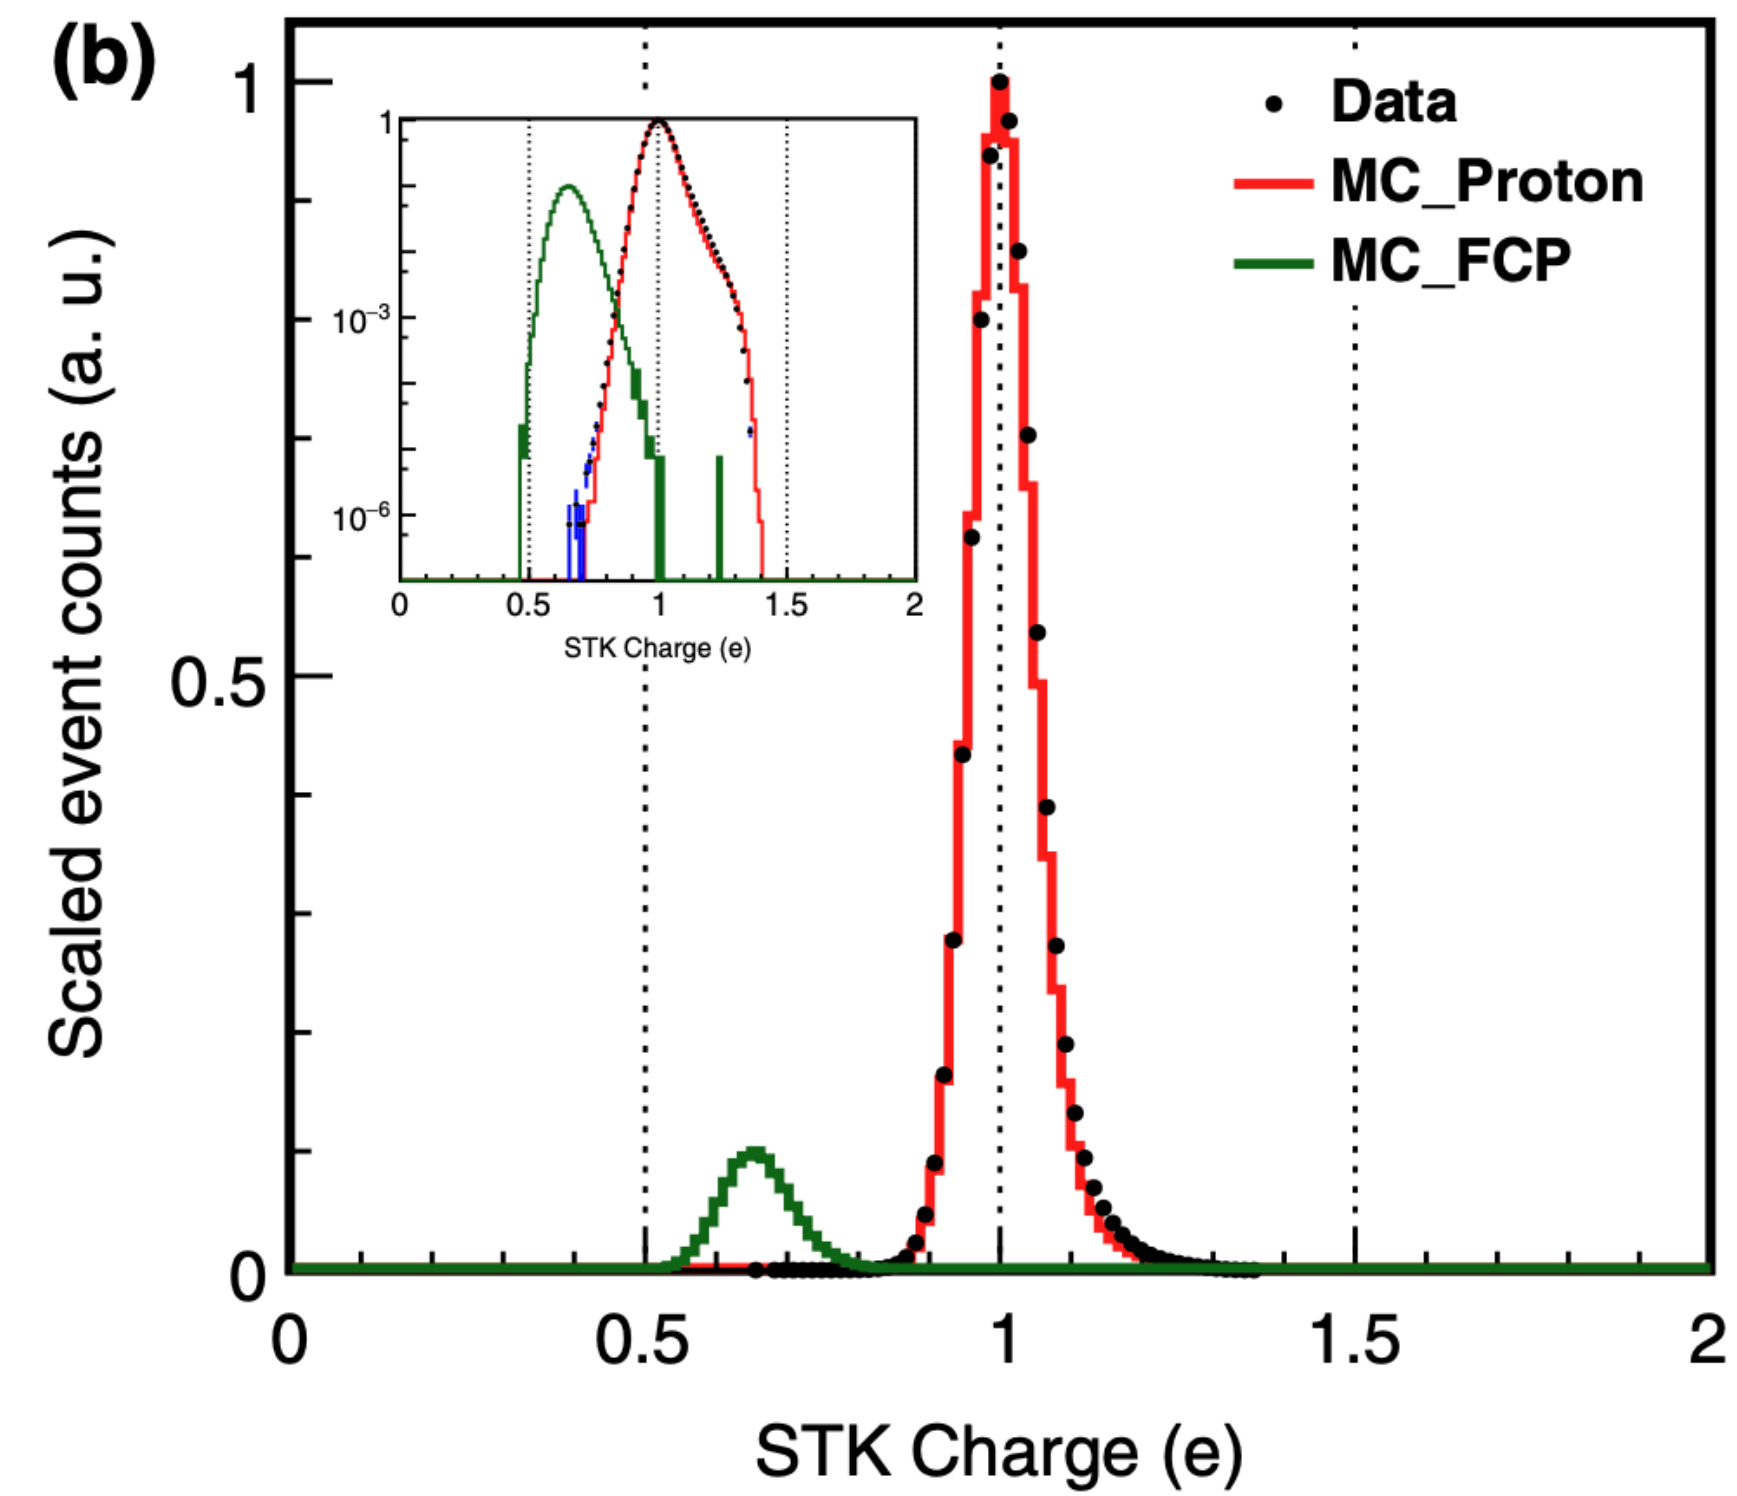 (b)
Data
MC_Proton
MC_FCP
Scaled event counts (a. u.)
1
0.5
0
0 0.5 1 1.5 2
STK Charge (e)
1
10⁻³
10⁻⁶
0 0.5 1 1.5 2
STK Charge (e)